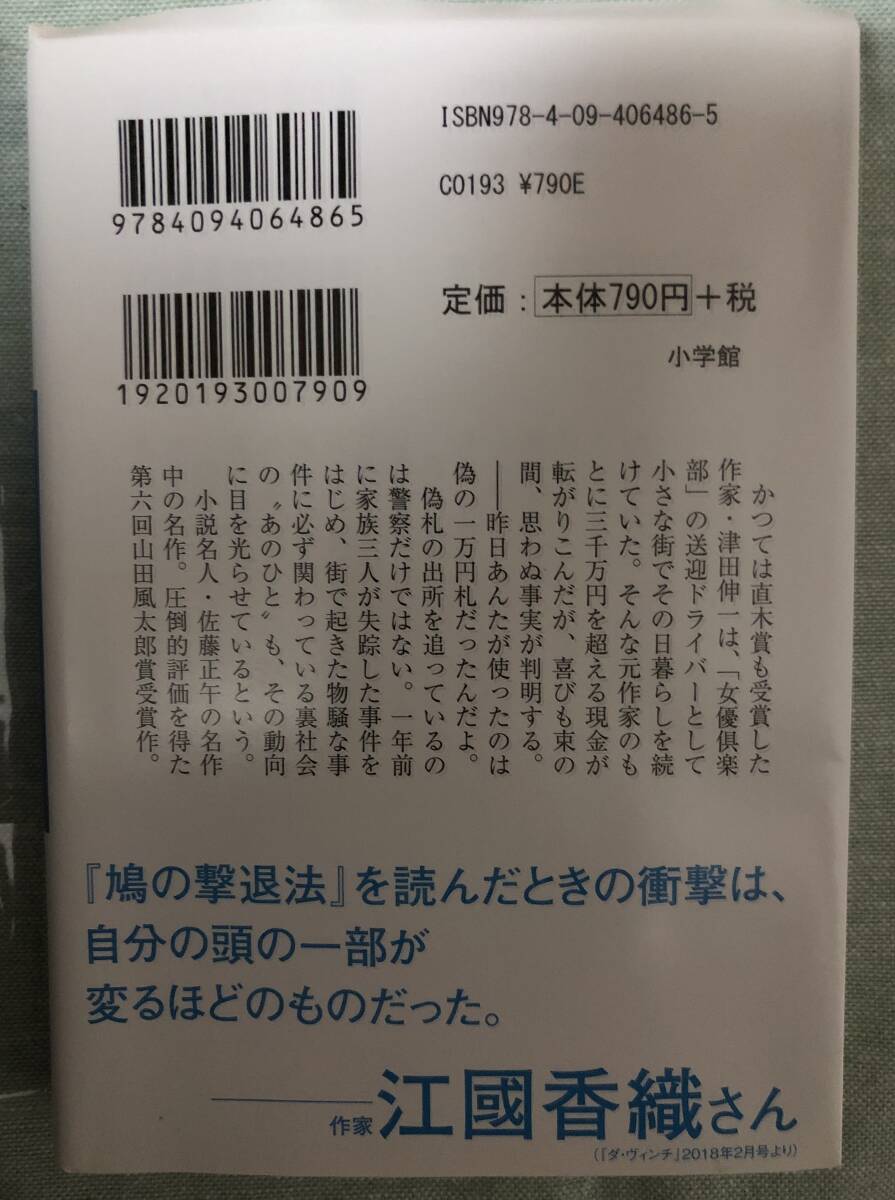 ISBN978-4-09-406486-5
9784094064865
C0193 ¥790E
1920193007909
定価：本体790円+税
小学館
かつては直木賞も受賞した
作家・津田伸一は、「女優倶楽
部」の送迎ドライバーとして
小さな街でその日暮らしを続
けていた。そんな元作家のも
とに三千万円を超える現金が
転がりこんだが、喜びも束の
間、思わぬ事実が判明する。
――昨日あんたが使ったのは
偽の一万円札だったんだよ。
偽札の出所を追っているの
は警察だけではない。一年前
に家族三人が失踪した事件を
はじめ、街で起きた物騒な事
件に必ず関わっている裏社会
の〝あのひと〟も、その動向
に目を光らせているという。
小説名人・佐藤正午の名作
中の名作。圧倒的評価を得た
第六回山田風太郎賞受賞作。
『鳩の撃退法』を読んだときの衝撃は、
自分の頭の一部が
変るほどのものだった。
――作家 江國香織さん
(『ダ・ヴィンチ』2018年2月号より)